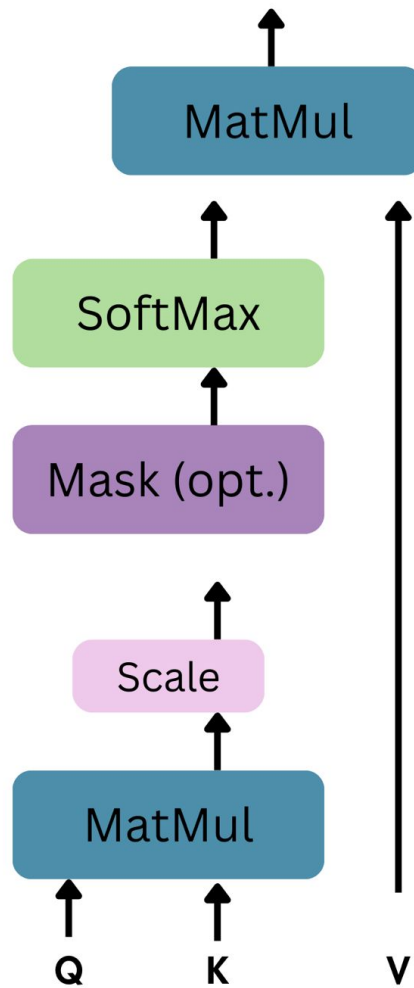 MatMul
SoftMax
Mask (opt.)
Scale
MatMul
Q K V